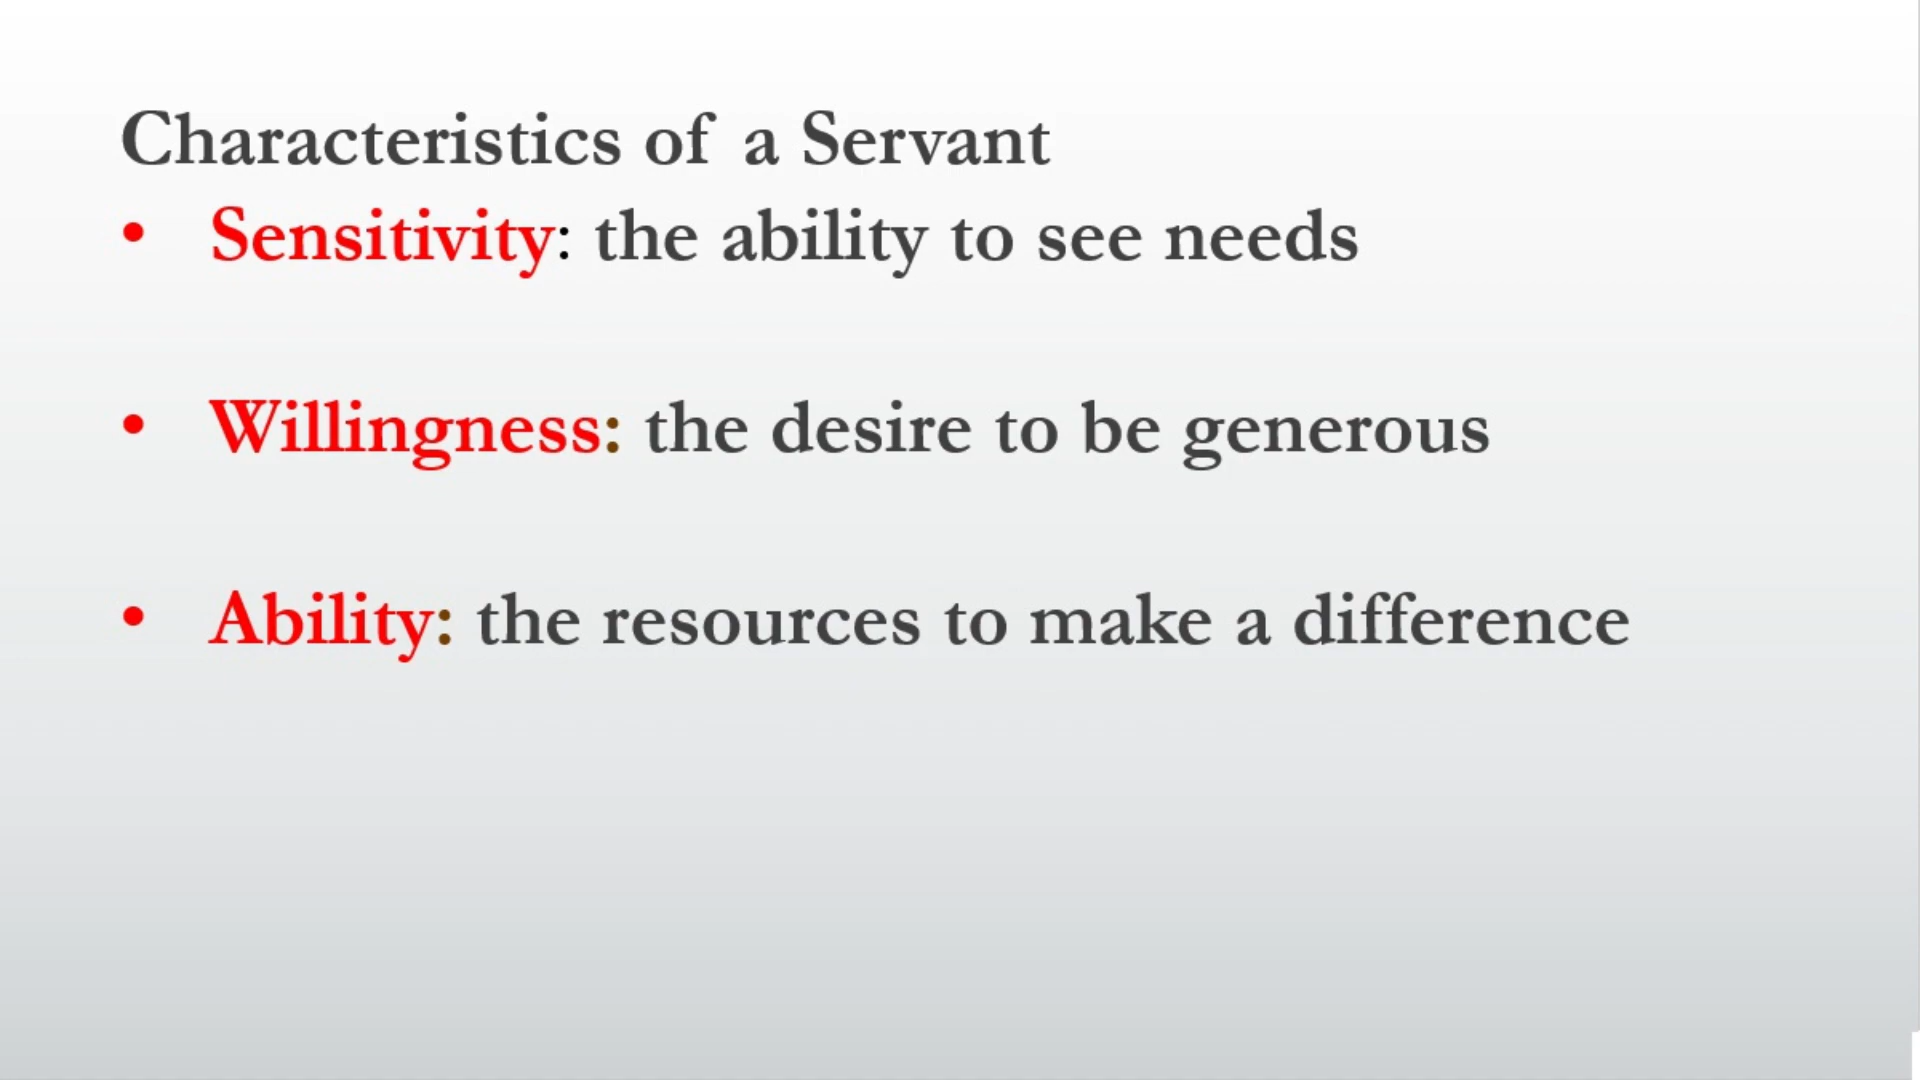 Characteristics of a Servant
• Sensitivity: the ability to see needs
• Willingness: the desire to be generous
• Ability: the resources to make a difference